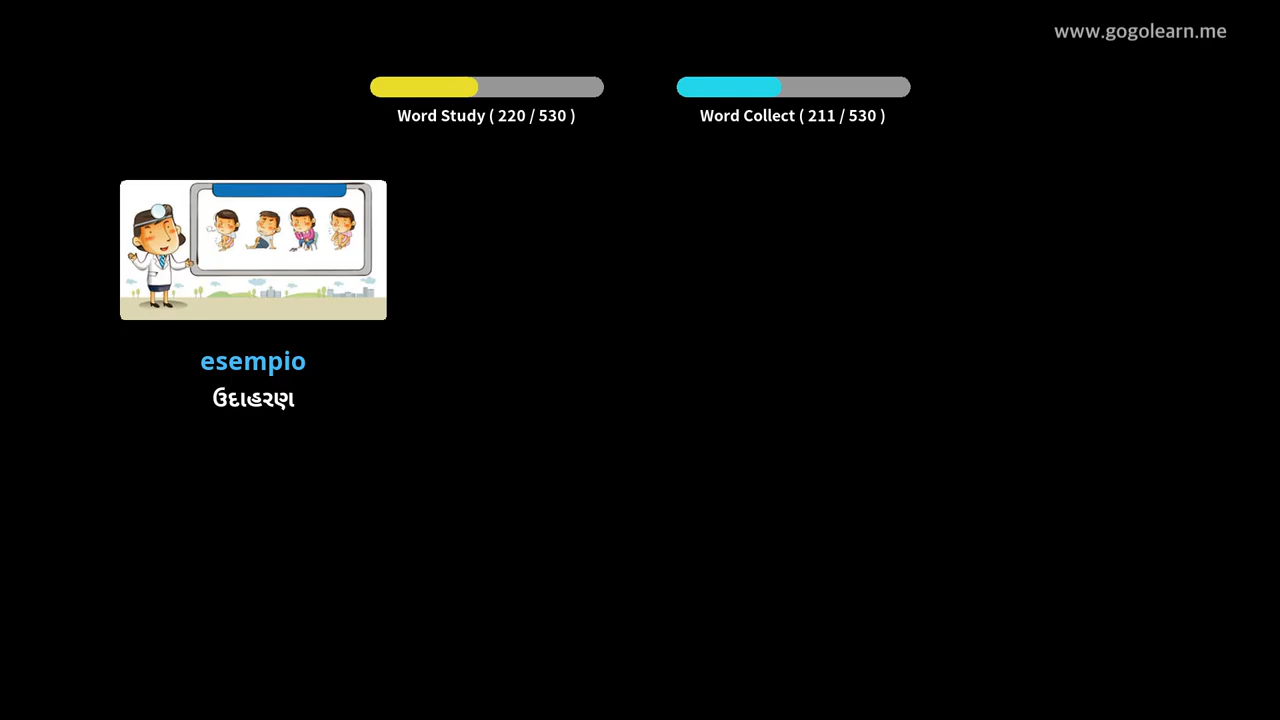 www.gogolearn.me
Word Study ( 220 / 530 )
Word Collect ( 211 / 530 )
esempio
ઉદાહરણ